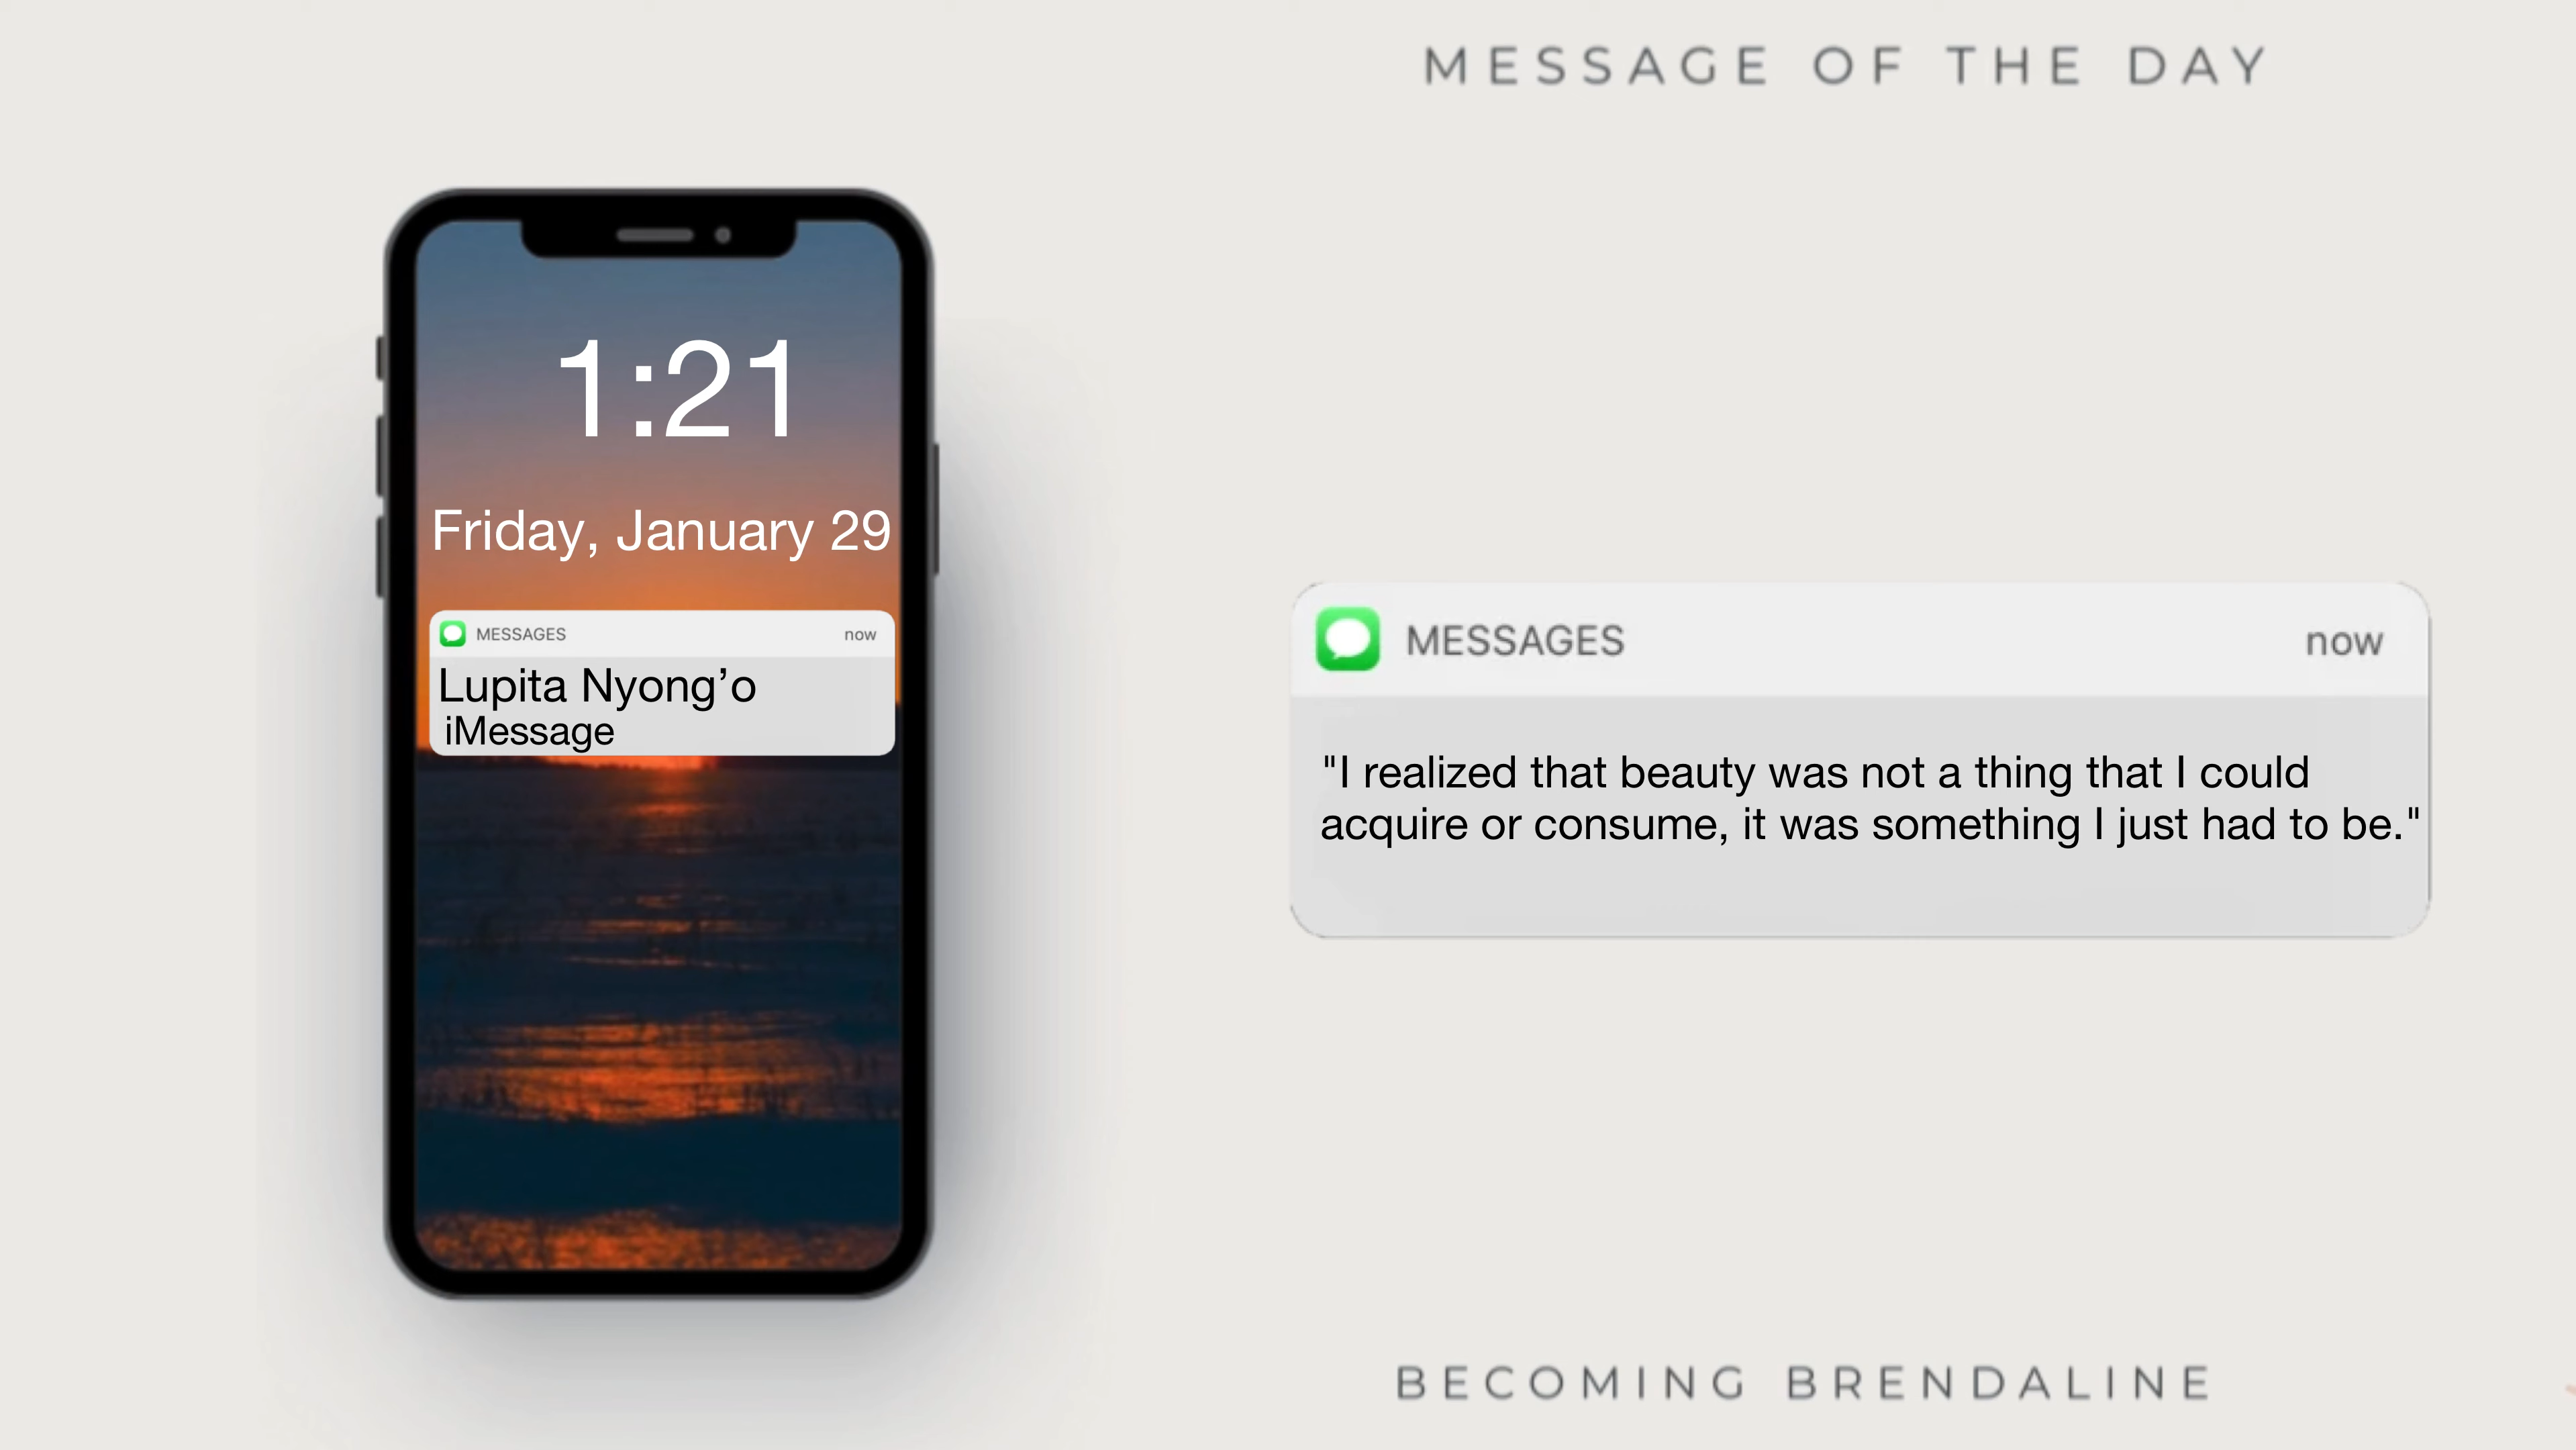 MESSAGE OF THE DAY
1:21
Friday, January 29
MESSAGES now
Lupita Nyong’o
iMessage
MESSAGES now
"I realized that beauty was not a thing that I could
acquire or consume, it was something I just had to be."
BECOMING BRENDALINE